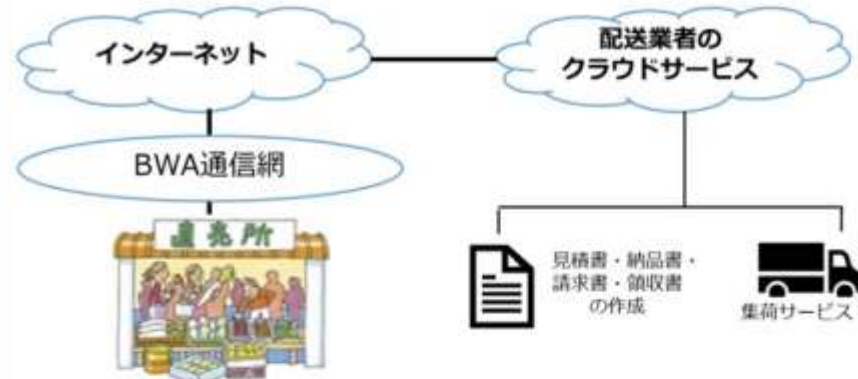 インターネット
配送業者の
クラウドサービス
BWA通信網
直売所
見積書・納品書・
請求書・領収書
の作成
集荷サービス